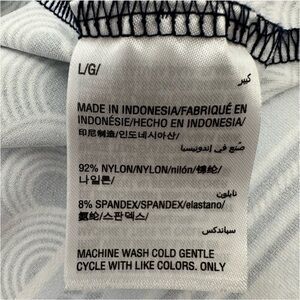 L/G/
كبير
MADE IN INDONESIA/FABRIQUÉ EN
INDONÉSIE/HECHO EN INDONESIA/
印尼製造/인도네시아산/
صنع في إندونيسيا
92% NYLON/NYLON/nilón/锦纶/
나일론/
نايلون
8% SPANDEX/SPANDEX/elastano/
氨纶/스판덱스/
سباندكس
MACHINE WASH COLD GENTLE
CYCLE WITH LIKE COLORS. ONLY